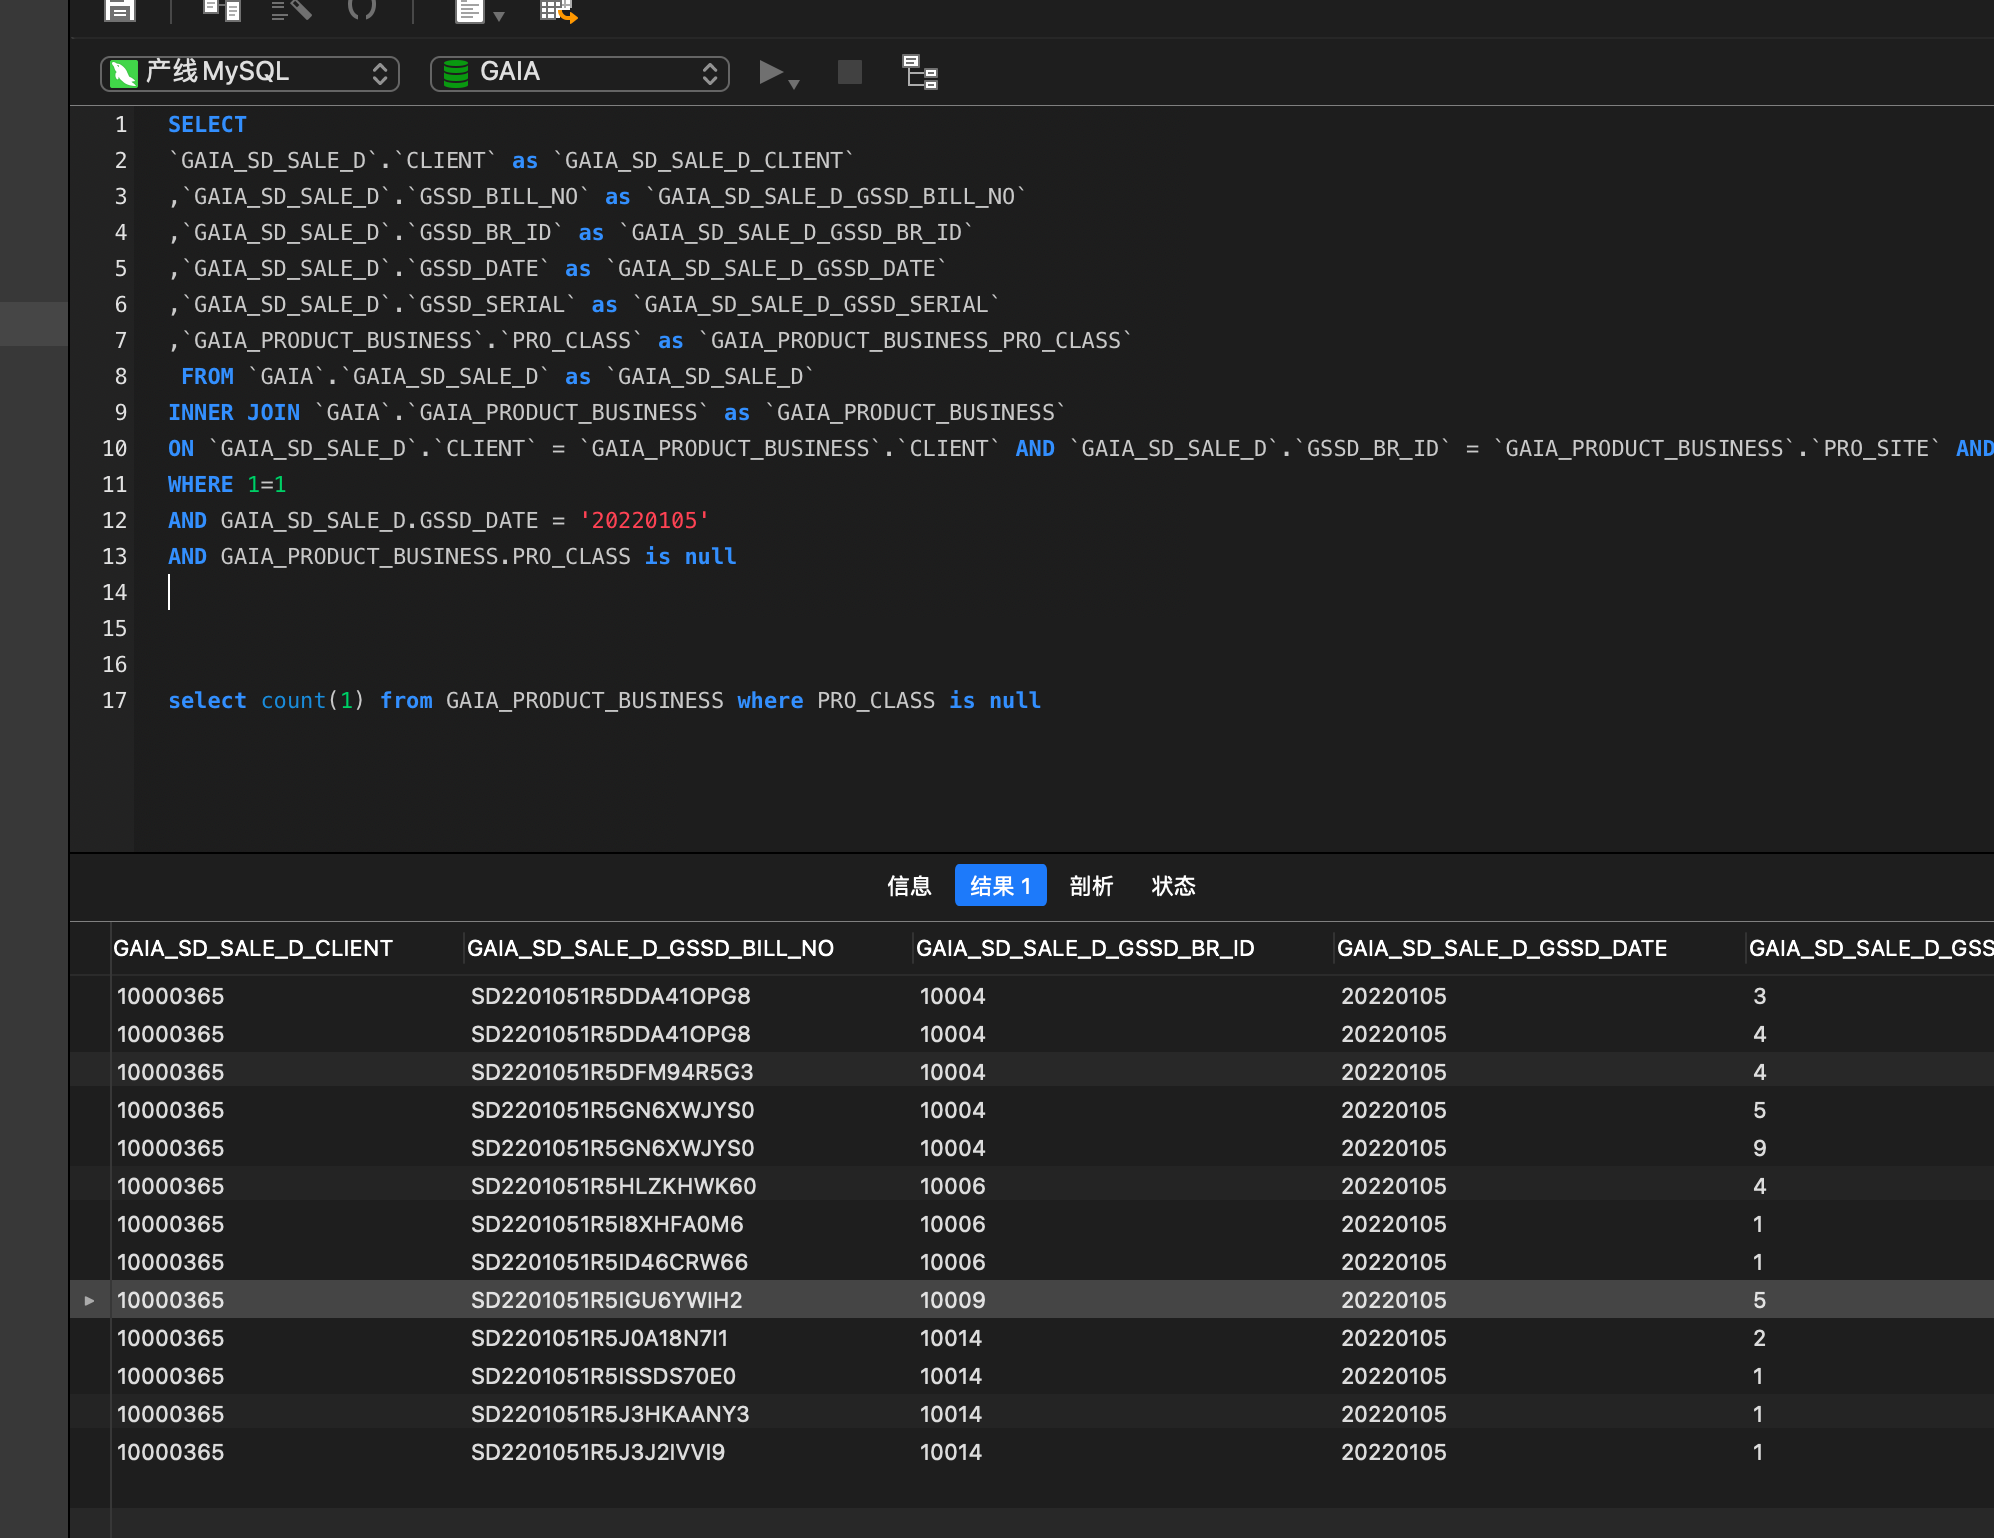 产线MySQL GAIA
1 SELECT
2 `GAIA_SD_SALE_D`.`CLIENT` as `GAIA_SD_SALE_D_CLIENT`
3 ,`GAIA_SD_SALE_D`.`GSSD_BILL_NO` as `GAIA_SD_SALE_D_GSSD_BILL_NO`
4 ,`GAIA_SD_SALE_D`.`GSSD_BR_ID` as `GAIA_SD_SALE_D_GSSD_BR_ID`
5 ,`GAIA_SD_SALE_D`.`GSSD_DATE` as `GAIA_SD_SALE_D_GSSD_DATE`
6 ,`GAIA_SD_SALE_D`.`GSSD_SERIAL` as `GAIA_SD_SALE_D_GSSD_SERIAL`
7 ,`GAIA_PRODUCT_BUSINESS`.`PRO_CLASS` as `GAIA_PRODUCT_BUSINESS_PRO_CLASS`
8 FROM `GAIA`.`GAIA_SD_SALE_D` as `GAIA_SD_SALE_D`
9 INNER JOIN `GAIA`.`GAIA_PRODUCT_BUSINESS` as `GAIA_PRODUCT_BUSINESS`
10 ON `GAIA_SD_SALE_D`.`CLIENT` = `GAIA_PRODUCT_BUSINESS`.`CLIENT` AND `GAIA_SD_SALE_D`.`GSSD_BR_ID` = `GAIA_PRODUCT_BUSINESS`.`PRO_SITE` AND
11 WHERE 1=1
12 AND GAIA_SD_SALE_D.GSSD_DATE = '20220105'
13 AND GAIA_PRODUCT_BUSINESS.PRO_CLASS is null
14
15
16
17 select count(1) from GAIA_PRODUCT_BUSINESS where PRO_CLASS is null
信息 结果 1 剖析 状态
GAIA_SD_SALE_D_CLIENT GAIA_SD_SALE_D_GSSD_BILL_NO GAIA_SD_SALE_D_GSSD_BR_ID GAIA_SD_SALE_D_GSSD_DATE GAIA_SD_SALE_D_GSS
10000365 SD2201051R5DDA41OPG8 10004 20220105 3
10000365 SD2201051R5DDA41OPG8 10004 20220105 4
10000365 SD2201051R5DFM94R5G3 10004 20220105 4
10000365 SD2201051R5GN6XWJYS0 10004 20220105 5
10000365 SD2201051R5GN6XWJYS0 10004 20220105 9
10000365 SD2201051R5HLZKHWK60 10006 20220105 4
10000365 SD2201051R5I8XHFA0M6 10006 20220105 1
10000365 SD2201051R5ID46CRW66 10006 20220105 1
10000365 SD2201051R5IGU6YWIH2 10009 20220105 5
10000365 SD2201051R5J0A18N7I1 10014 20220105 2
10000365 SD2201051R5ISSDS70E0 10014 20220105 1
10000365 SD2201051R5J3HKAANY3 10014 20220105 1
10000365 SD2201051R5J3J2IVVI9 10014 20220105 1